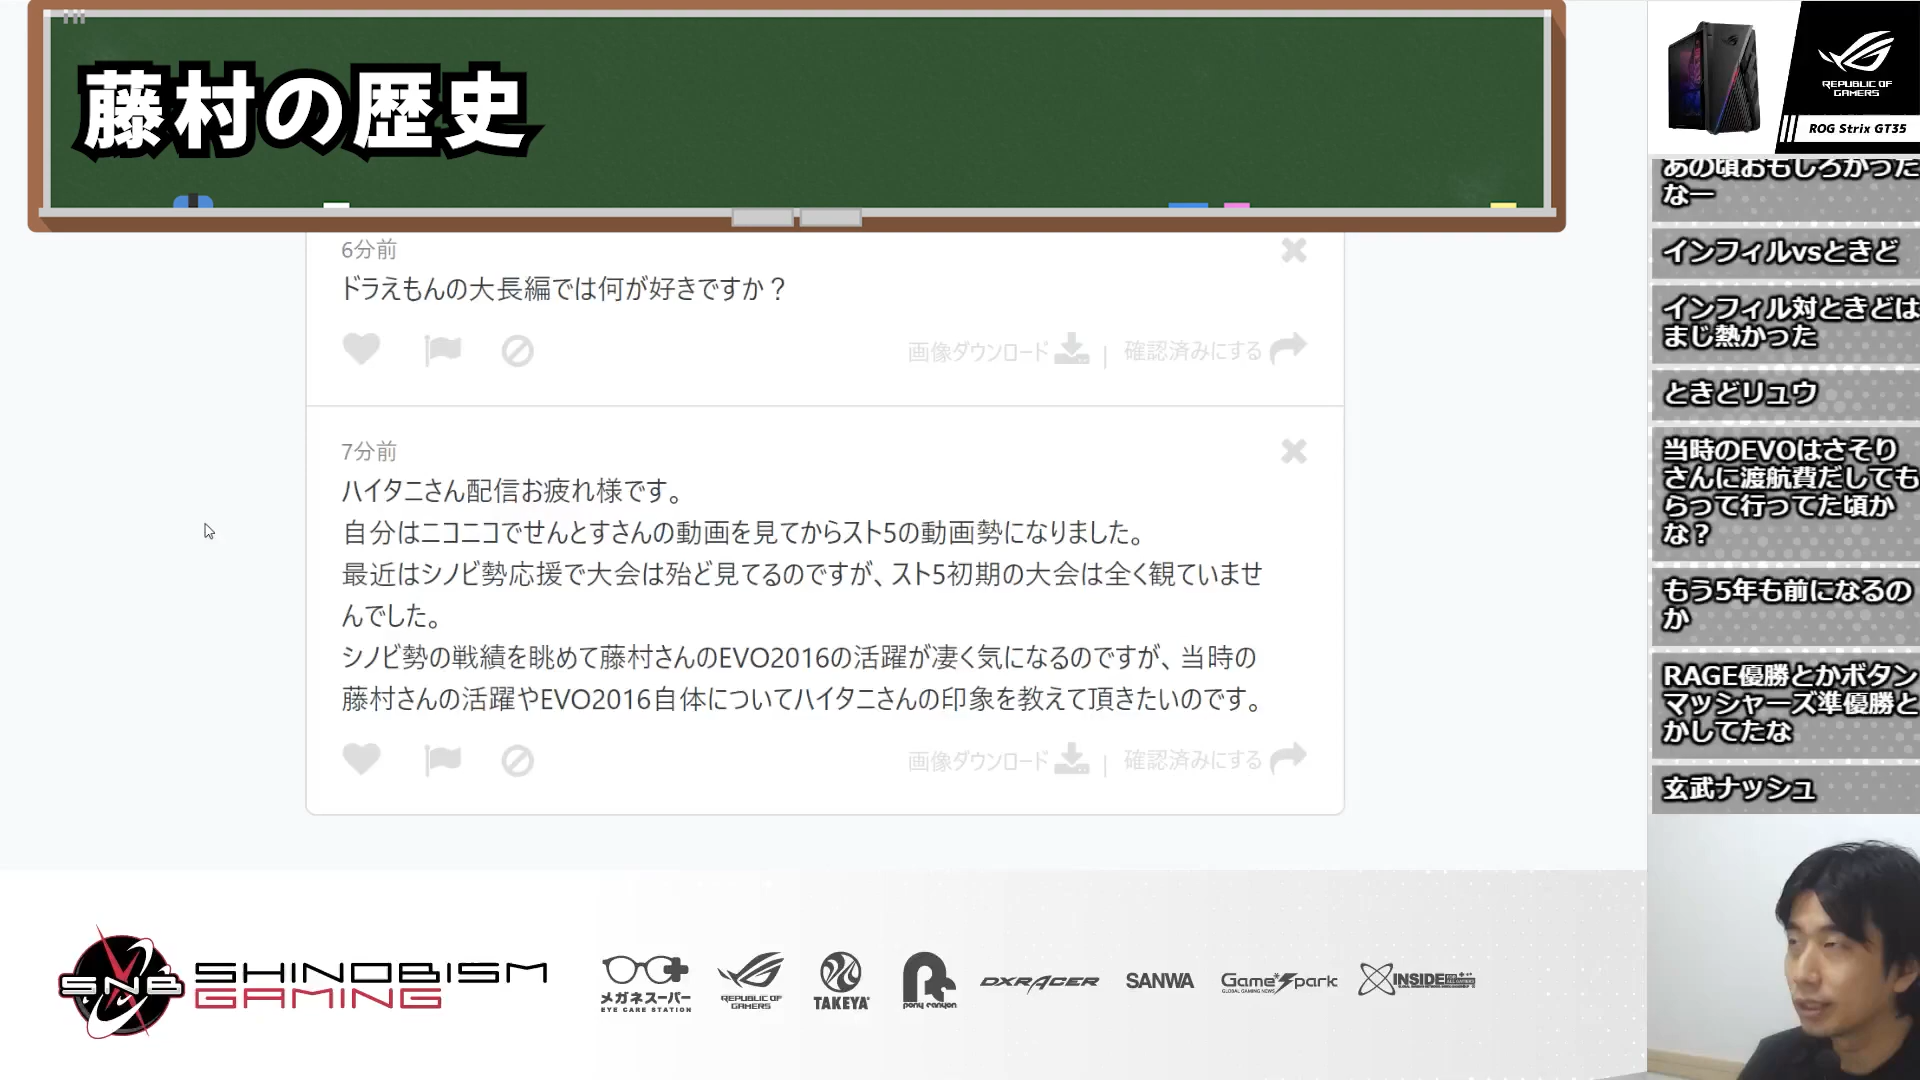 藤村の歴史
6分前
ドラえもんの大長編では何が好きですか？
画像ダウンロード | 確認済みにする
7分前
ハイタニさん配信お疲れ様です。
自分はニコニコでせんとすさんの動画を見てからスト5の動画勢になりました。
最近はシノビ勢応援で大会は殆ど見てるのですが、スト5初期の大会は全く観ていませ
んでした。
シノビ勢の戦績を眺めて藤村さんのEVO2016の活躍が凄く気になるのですが、当時の
藤村さんの活躍やEVO2016自体についてハイタニさんの印象を教えて頂きたいのです。
画像ダウンロード | 確認済みにする
REPUBLIC OF
GAMERS
ROG Strix GT35
あの頃おもしろかった
なー
インフィルvsときど
インフィル対ときどは
まじ熱かった
ときどリュウ
当時のEVOはさそり
さんに渡航費だしても
らって行ってた頃か
な？
もう5年も前になるの
か
RAGE優勝とかボタン
マッシャーズ準優勝と
かしてたな
玄武ナッシュ
SNB
SHINOBISM
GAMING
メガネスーパー
EYE CARE STATION
REPUBLIC OF
GAMERS
TAKEYA
pony canyon
DXRACER
SANWA
Game*Spark
GLOBAL GAMING NEWS
INSIDE